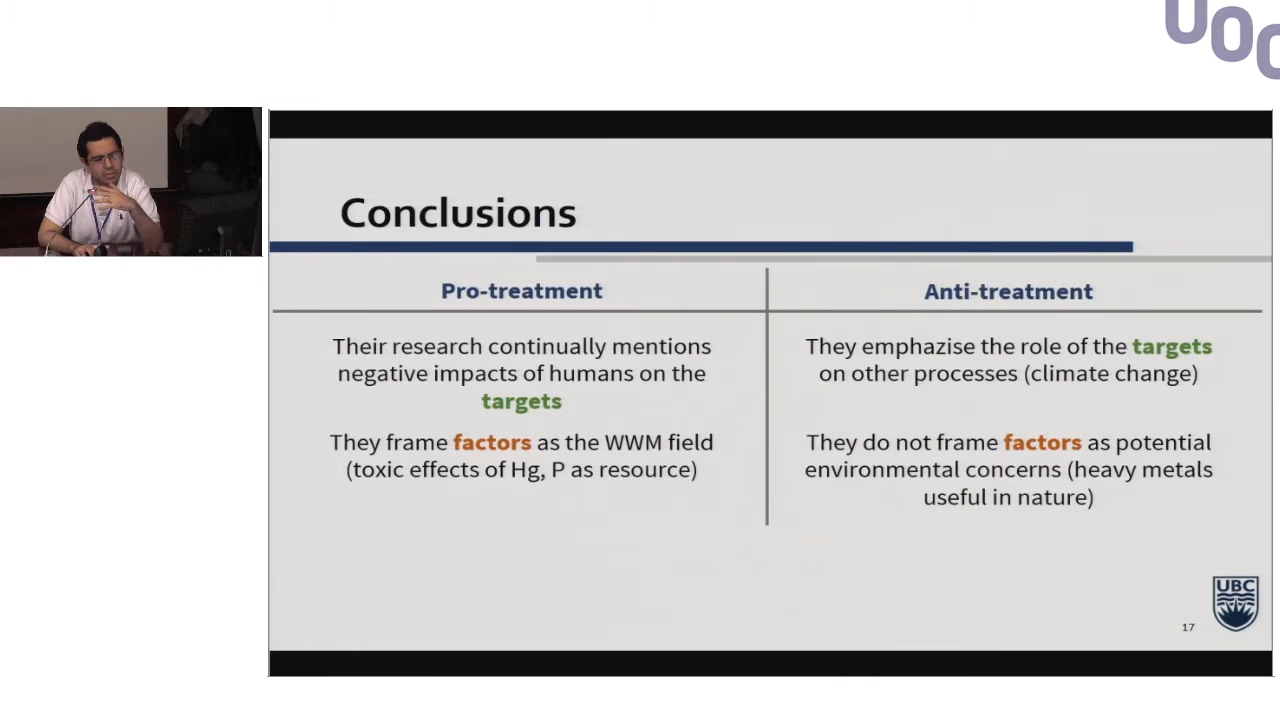 UOC
Conclusions
Pro-treatment
Anti-treatment
Their research continually mentions
negative impacts of humans on the
targets
They emphazise the role of the targets
on other processes (climate change)
They frame factors as the WWM field
(toxic effects of Hg, P as resource)
They do not frame factors as potential
environmental concerns (heavy metals
useful in nature)
UBC
17